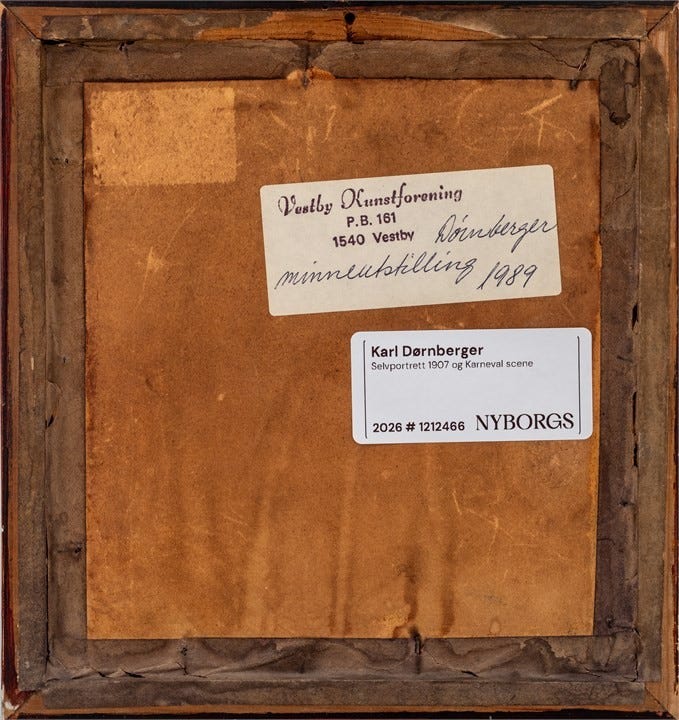 Vestby Kunstforening
P.B. 161
1540 Vestby Dørnberger
minneutstilling 1989
Karl Dørnberger
Selvportrett 1907 og Karneval scene
2026 # 1212466 NYBORGS